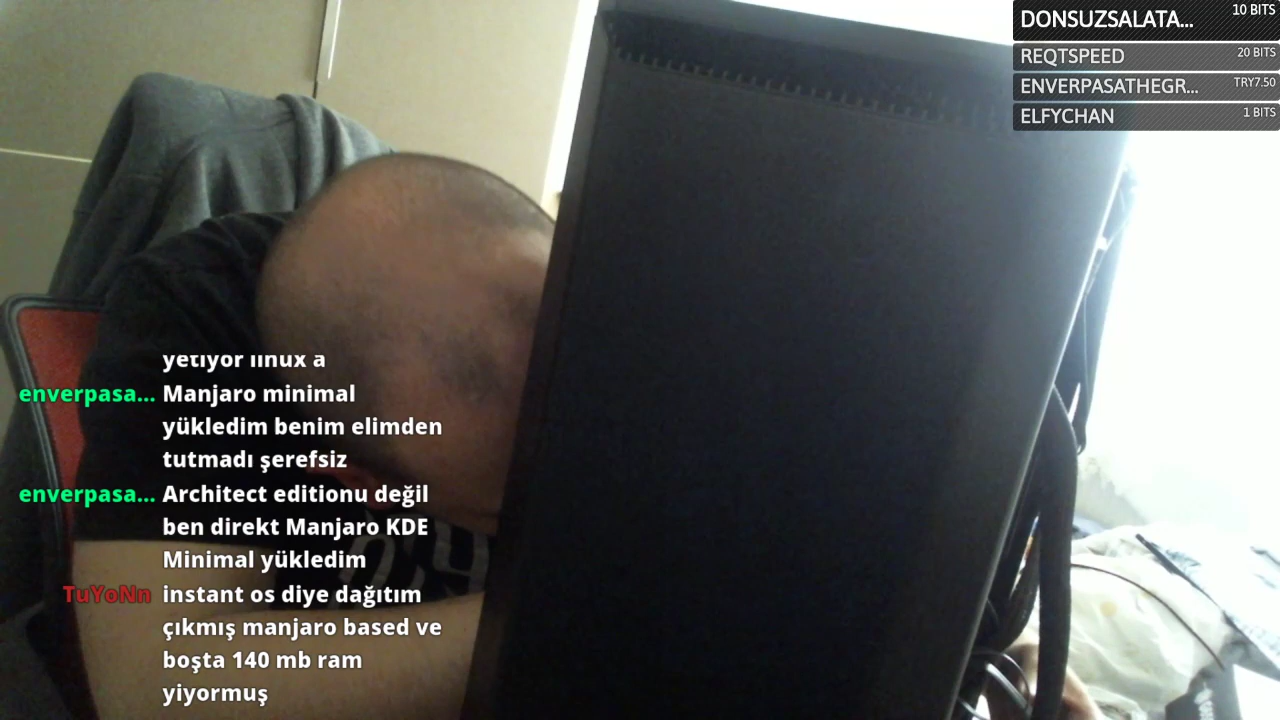 DONSUZSALATA... 10 BITS
REQTSPEED 20 BITS
ENVERPASATHEGR... TRY7.50
ELFYCHAN 1 BITS
yetiyor linux a
enverpasa... Manjaro minimal
yükledim benim elimden
tutmadı şerefsiz
enverpasa... Architect editionu değil
ben direkt Manjaro KDE
Minimal yükledim
TuYoNn instant os diye dağıtım
çıkmış manjaro based ve
boşta 140 mb ram
yiyormuş